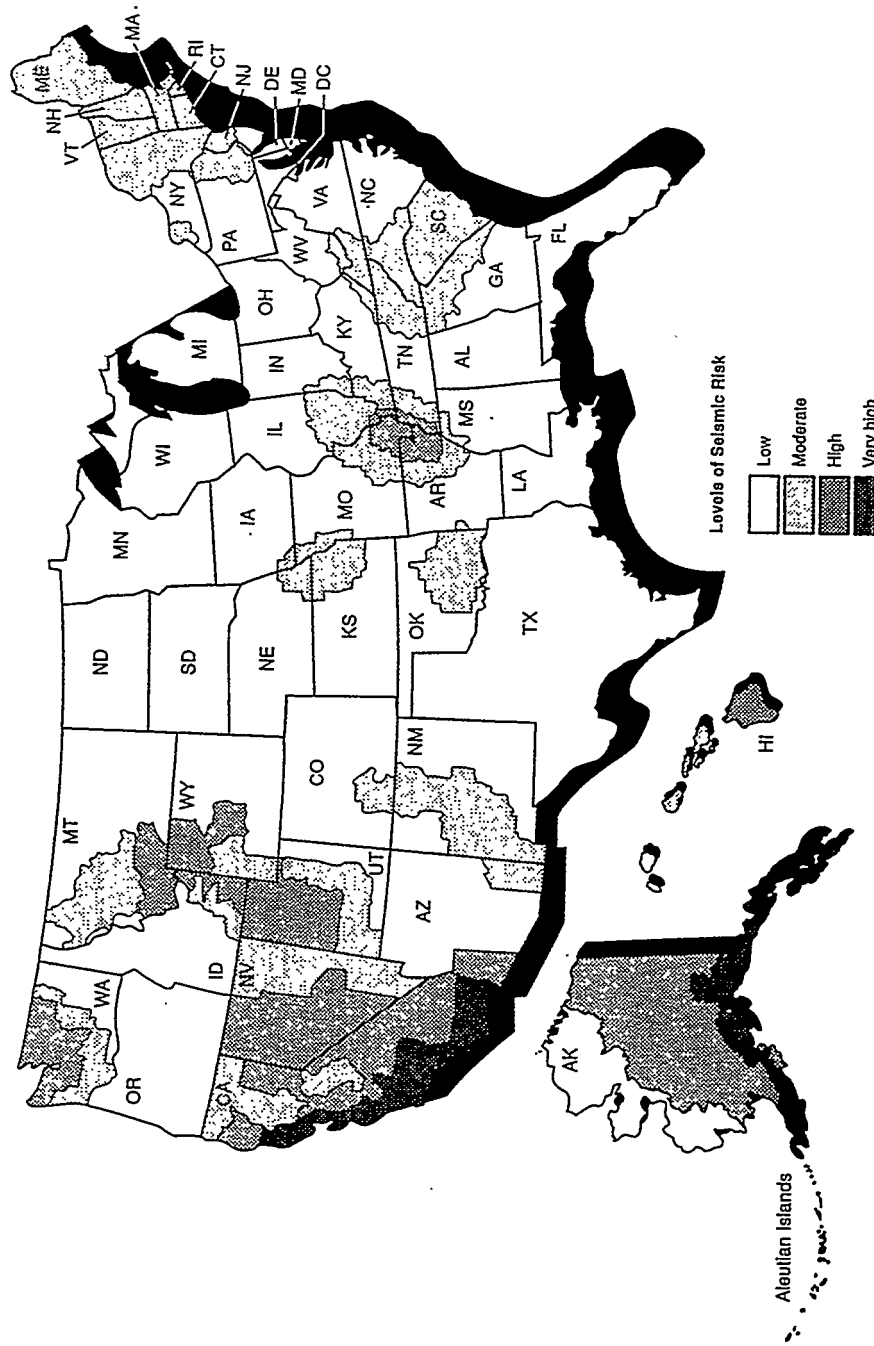 WA
MT
ND
MN
OR
ID
WY
SD
WI
MI
NY
VT
NH
ME
MA
RI
CT
NJ
DE
MD
DC
PA
CA
NV
UT
CO
NE
IA
IL
IN
OH
WV
VA
KS
MO
KY
NC
TN
SC
AZ
NM
OK
AR
MS
AL
GA
TX
LA
FL
AK
HI
Aleutian Islands
Levels of Seismic Risk
Low
Moderate
High
Very high